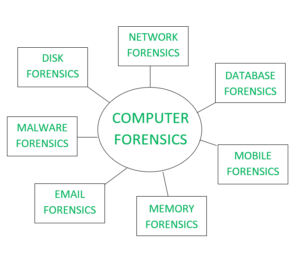 NETWORK
FORENSICS
DISK
FORENSICS
DATABASE
FORENSICS
COMPUTER
FORENSICS
MALWARE
FORENSICS
MOBILE
FORENSICS
EMAIL
FORENSICS
MEMORY
FORENSICS